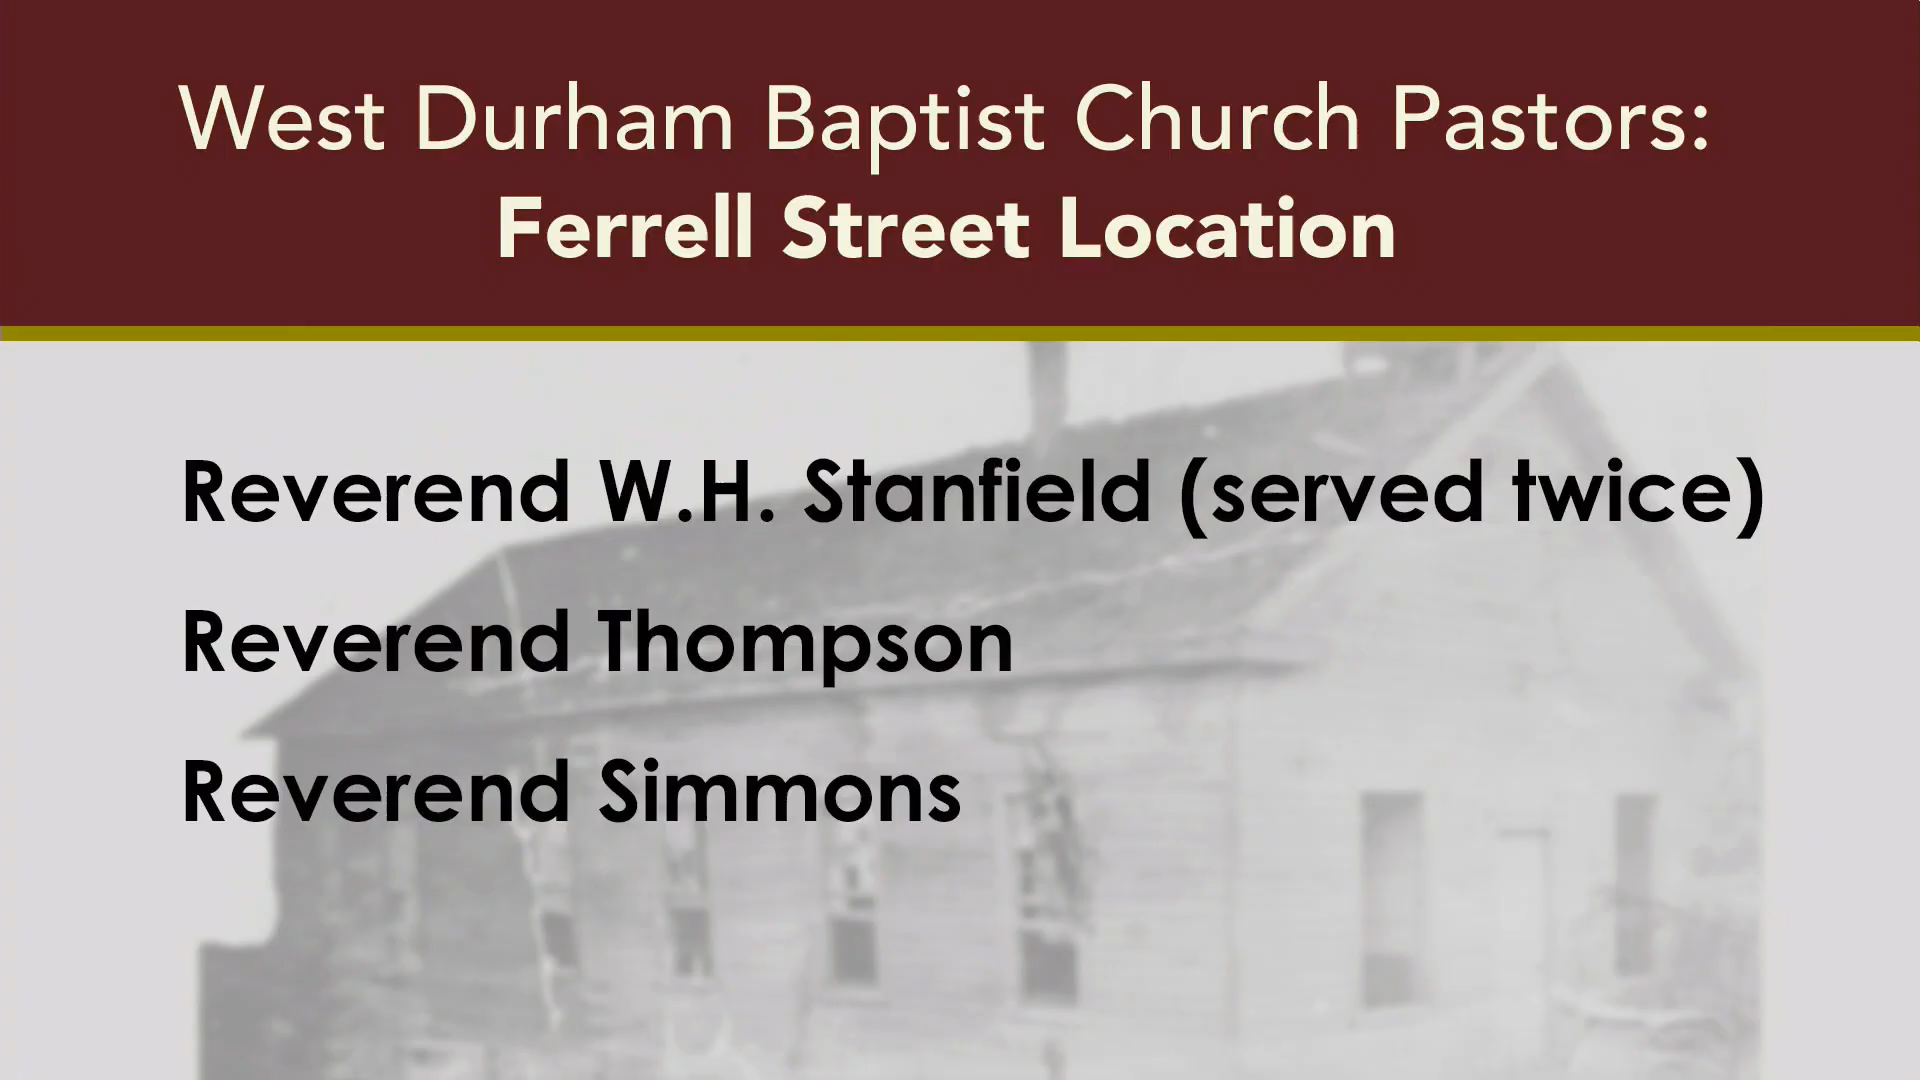 West Durham Baptist Church Pastors:
Ferrell Street Location
Reverend W.H. Stanfield (served twice)
Reverend Thompson
Reverend Simmons